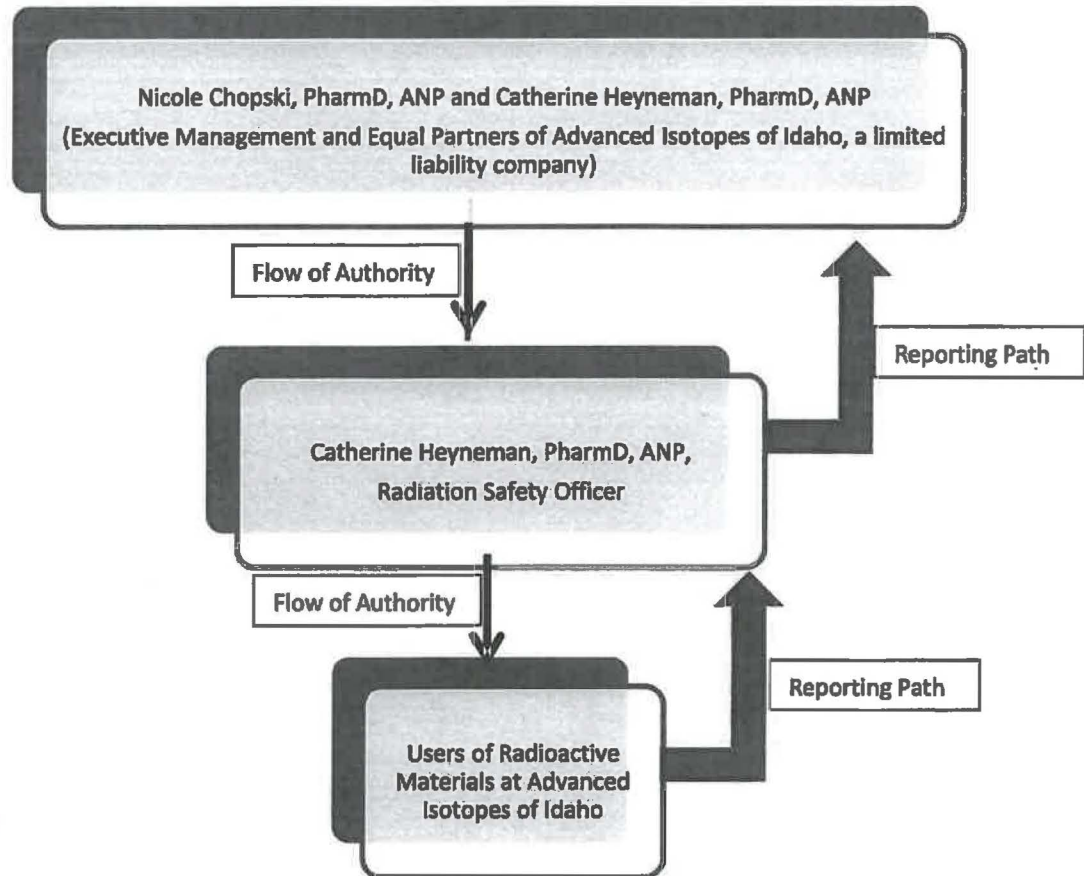 Nicole Chopski, PharmD, ANP and Catherine Heyneman, PharmD, ANP
(Executive Management and Equal Partners of Advanced Isotopes of Idaho, a limited
liability company)
Flow of Authority
Reporting Path
Catherine Heyneman, PharmD, ANP,
Radiation Safety Officer
Flow of Authority
Reporting Path
Users of Radioactive
Materials at Advanced
Isotopes of Idaho